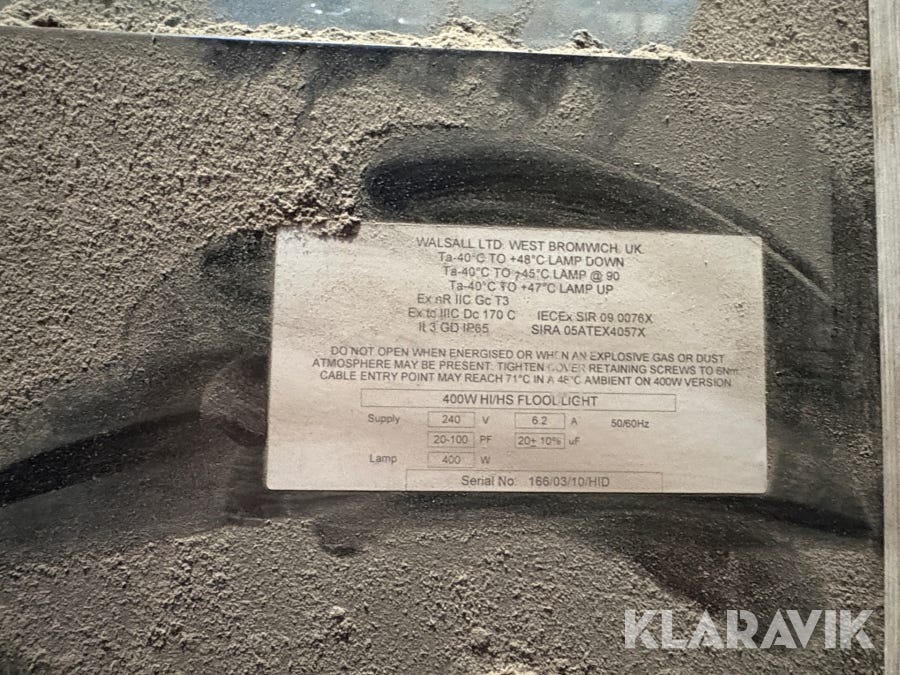 WALSALL LTD. WEST BROMWICH, UK.
Ta-40°C TO +48°C LAMP DOWN
Ta-40°C TO +45°C LAMP @ 90
Ta-40°C TO +47°C LAMP UP
Ex nR IIC Gc T3
Ex td IIIC Dc 170 C IECEx SIR 09.0076X
II 3 GD IP65 SIRA 05ATEX4057X
DO NOT OPEN WHEN ENERGISED OR WHEN AN EXPLOSIVE GAS OR DUST
ATMOSPHERE MAY BE PRESENT. TIGHTEN COVER RETAINING SCREWS TO 6Nm
CABLE ENTRY POINT MAY REACH 71°C IN A 48°C AMBIENT ON 400W VERSION
400W HI/HS FLOOL LIGHT
Supply 240 V 6.2 A 50/60Hz
20-100 PF 20± 10% uF
Lamp 400 W
Serial No: 166/03/10/HID
KLARAVIK